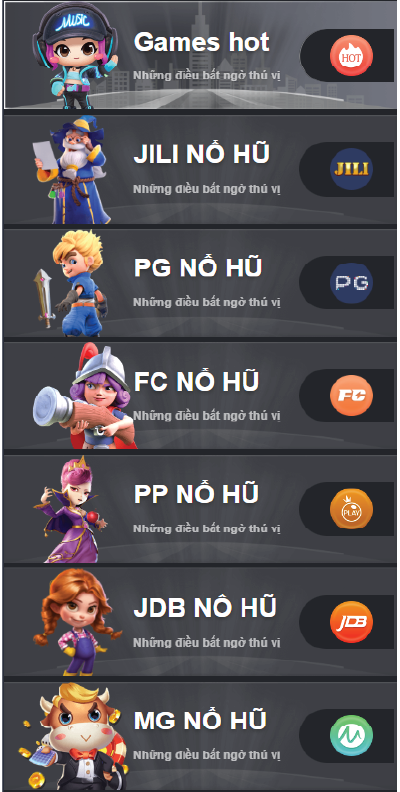 MUSIC
Games hot
Những điều bất ngờ thú vị
HOT
JILI NỔ HŨ
Những điều bất ngờ thú vị
JILI
PG NỔ HŨ
Những điều bất ngờ thú vị
PG
FC NỔ HŨ
Những điều bất ngờ thú vị
FC
PP NỔ HŨ
Những điều bất ngờ thú vị
PLAY
JDB NỔ HŨ
Những điều bất ngờ thú vị
JDB
MG NỔ HŨ
Những điều bất ngờ thú vị